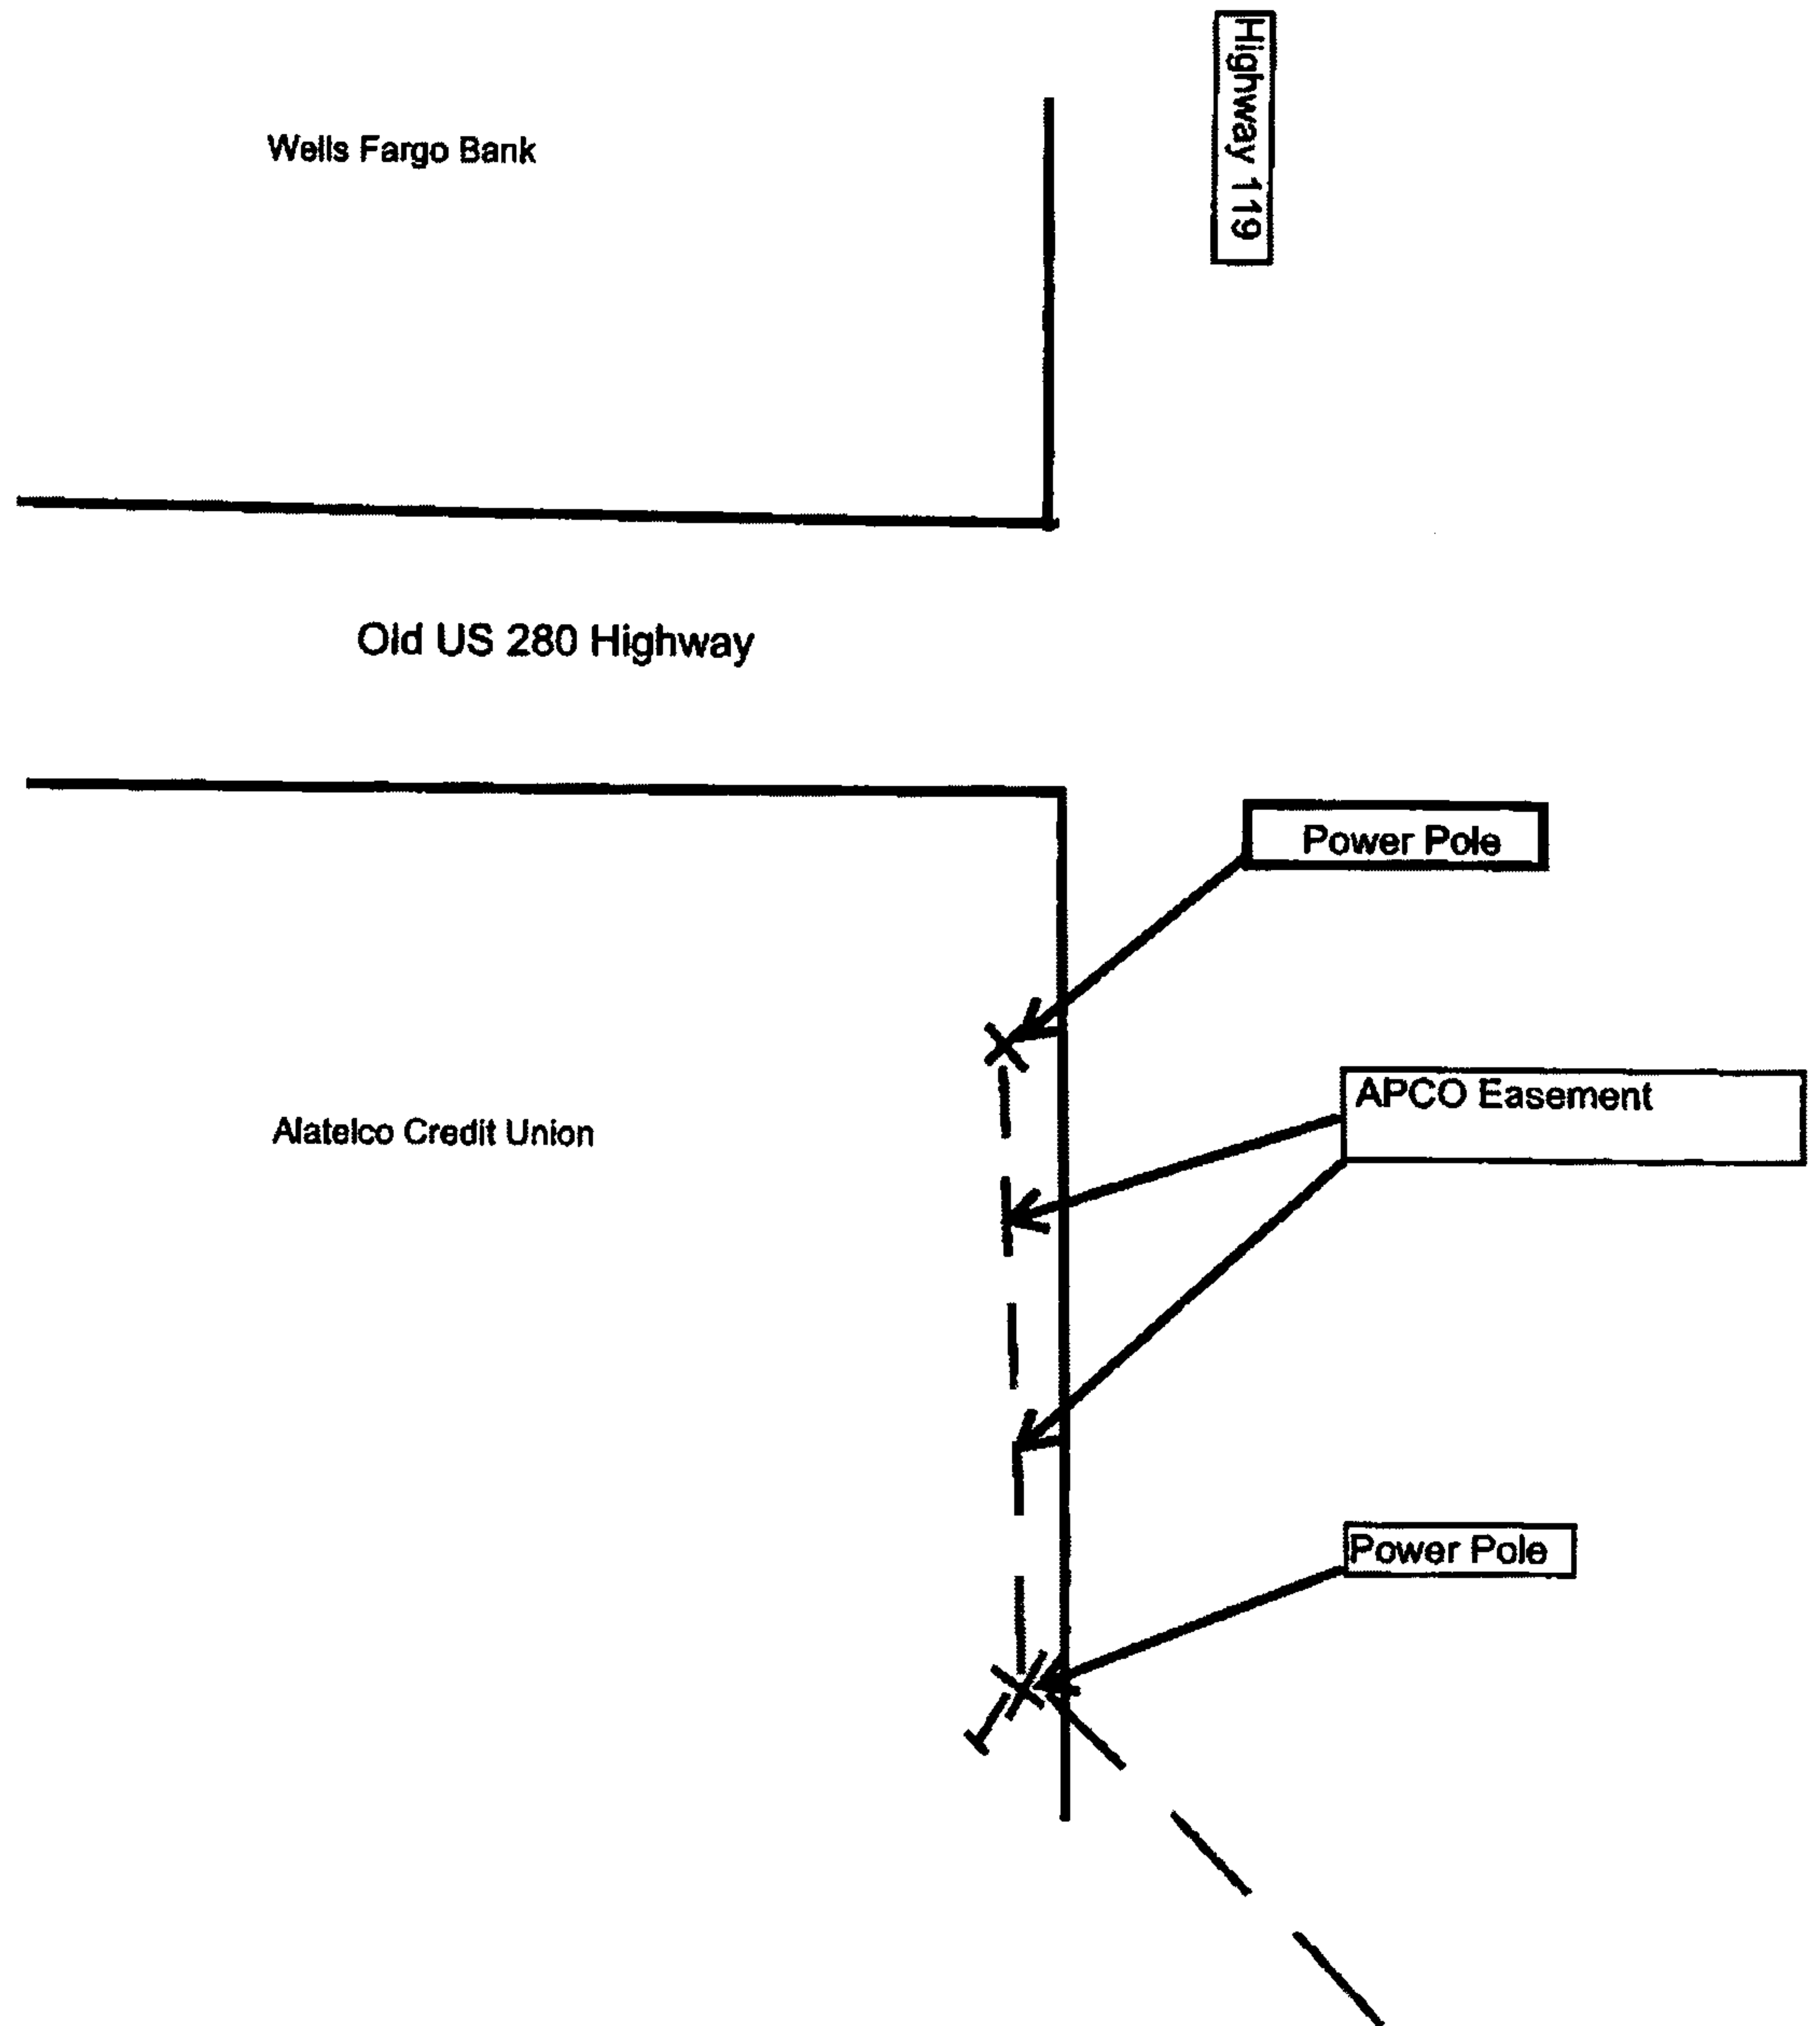 Highway 119
Wells Fargo Bank
Old US 280 Highway
Power Pole
APCO Easement
Alatelco Credit Union
Power Pole